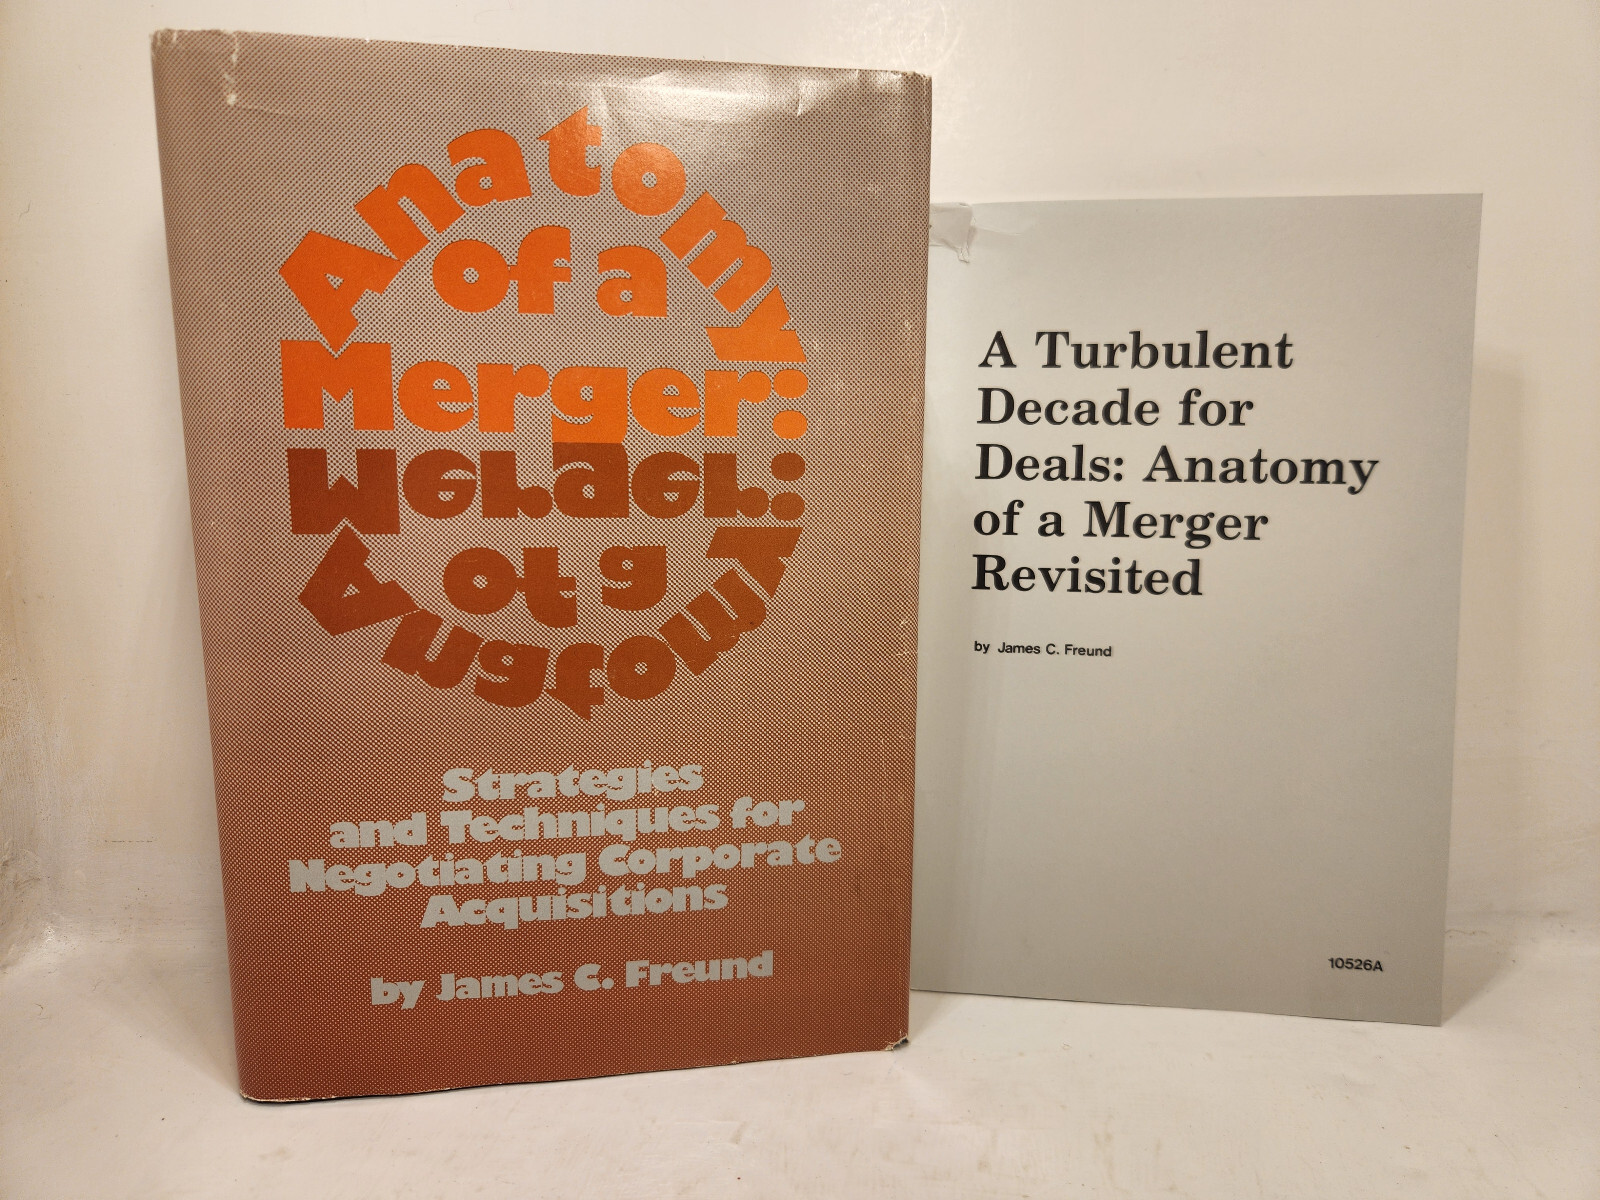 Anatomy
of a
Merger:
Merger:
of a
Anatomy
Strategies
and Techniques for
Negotiating Corporate
Acquisitions
by James C. Freund
A Turbulent
Decade for
Deals: Anatomy
of a Merger
Revisited
by James C. Freund
10526A